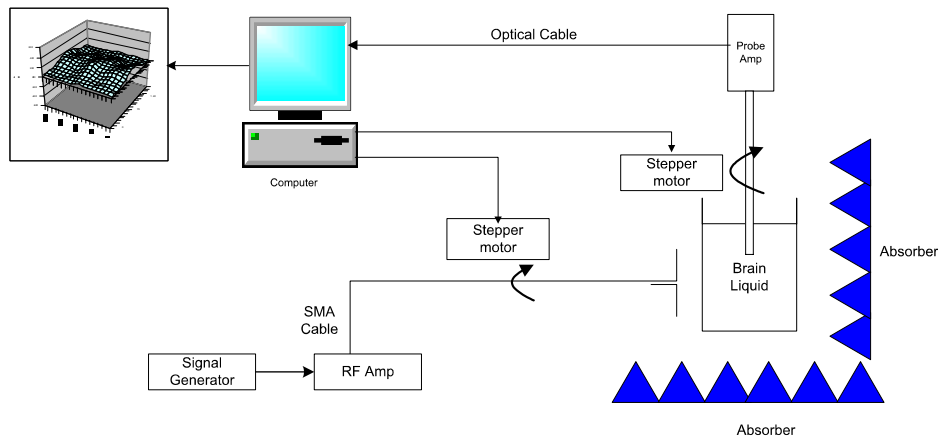 Optical Cable
Probe
Amp
Stepper
motor
Computer
Stepper
motor
Absorber
Brain
Liquid
SMA
Cable
Signal
Generator
RF Amp
Absorber